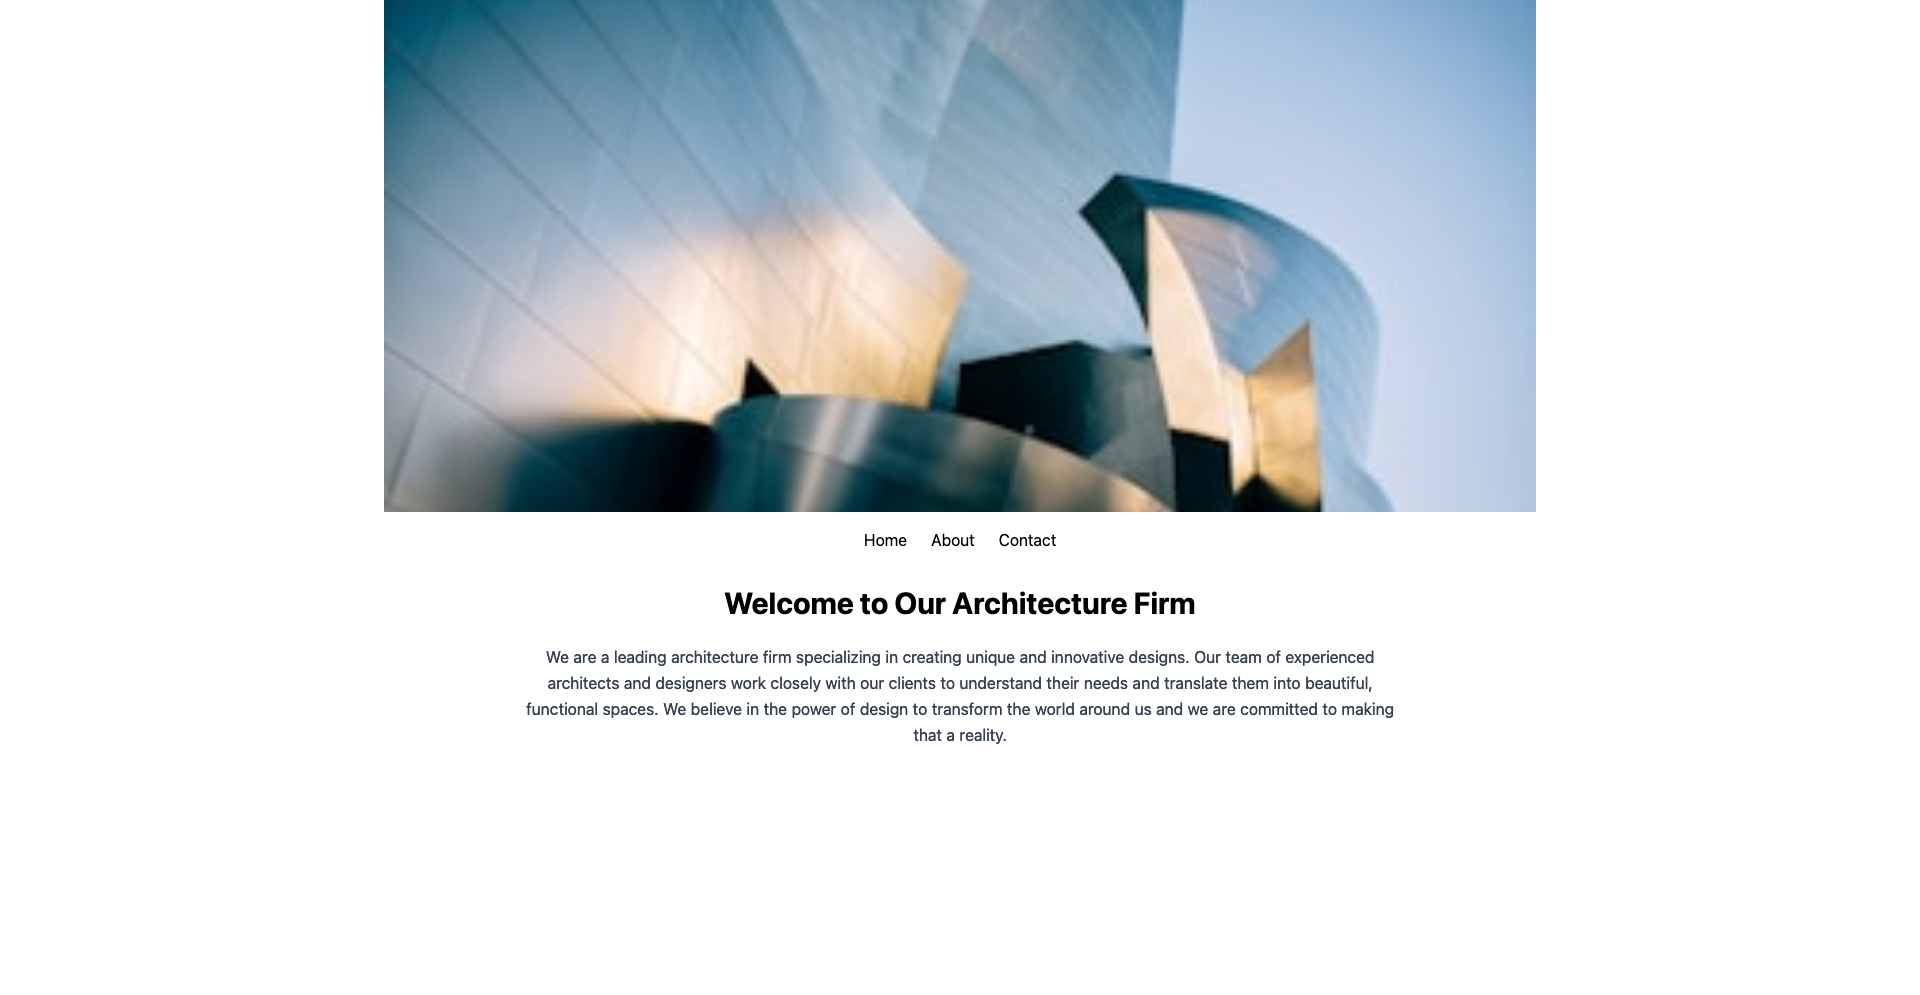 Home About Contact
Welcome to Our Architecture Firm
We are a leading architecture firm specializing in creating unique and innovative designs. Our team of experienced
architects and designers work closely with our clients to understand their needs and translate them into beautiful,
functional spaces. We believe in the power of design to transform the world around us and we are committed to making
that a reality.